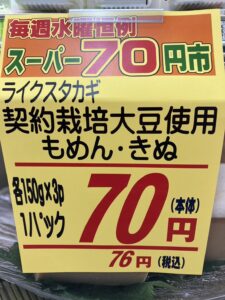 毎週水曜恒例
スーパー70円市
ライクスタカギ
契約栽培大豆使用
もめん・きぬ
各150g×3p
1パック
70円(本体)
76円(税込)